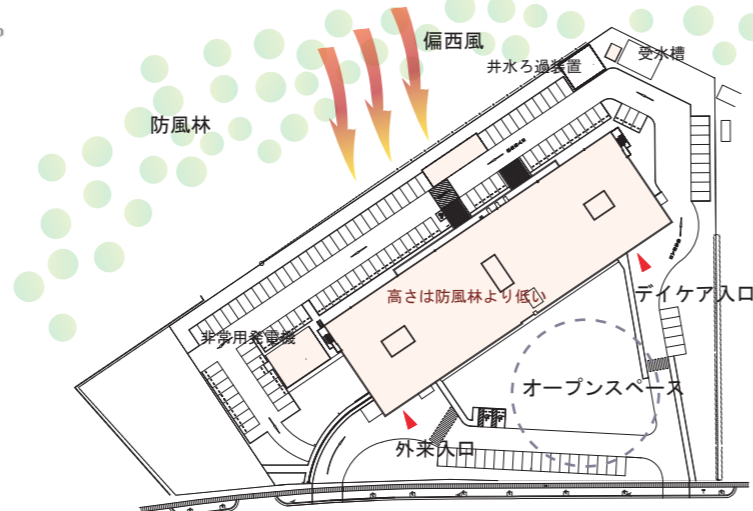 偏西風
受水槽
井水ろ過装置
防風林
デイケア入口
高さは防風林より低い
非常用発電機
オープンスペース
外来入口